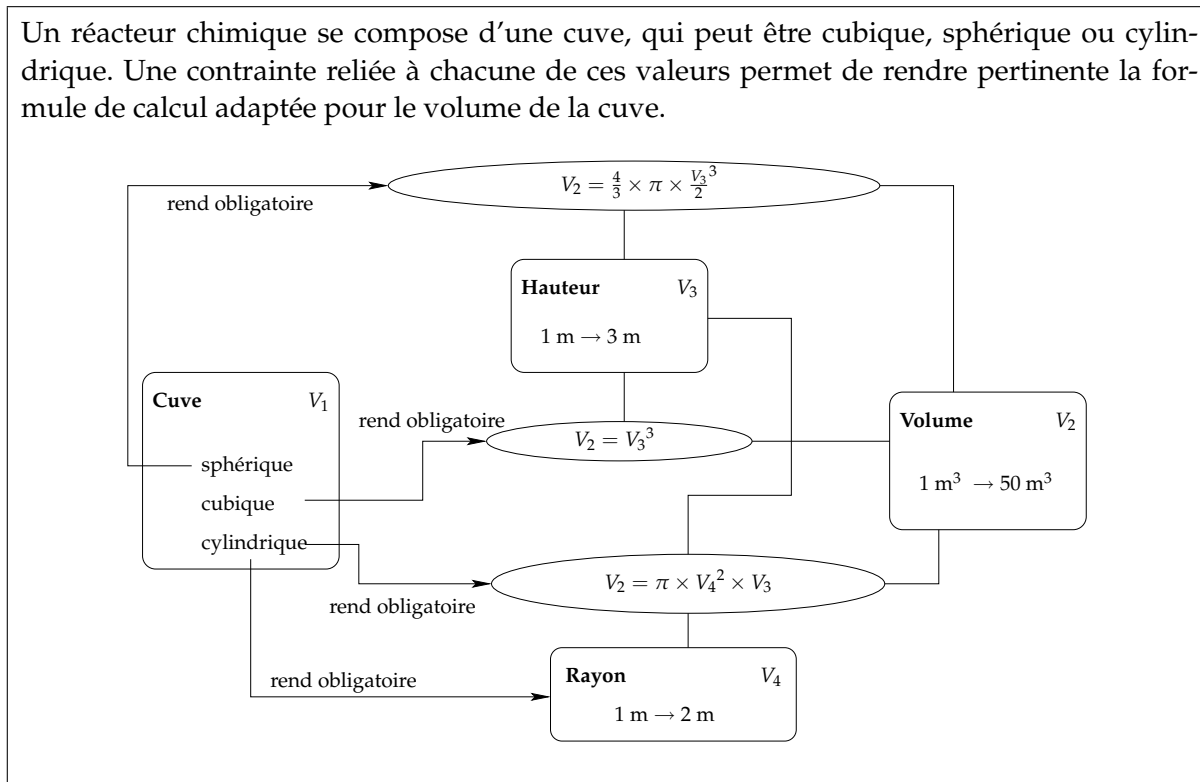 Un réacteur chimique se compose d'une cuve, qui peut être cubique, sphérique ou cylin-
drique. Une contrainte reliée à chacune de ces valeurs permet de rendre pertinente la for-
mule de calcul adaptée pour le volume de la cuve.
V₂ = 4/3 × π × V₃/2³
rend obligatoire
Hauteur V₃
1 m → 3 m
Cuve V₁
sphérique
cubique
cylindrique
rend obligatoire
V₂ = V₃³
Volume V₂
1 m³ → 50 m³
V₂ = π × V₄² × V₃
rend obligatoire
rend obligatoire
Rayon V₄
1 m → 2 m